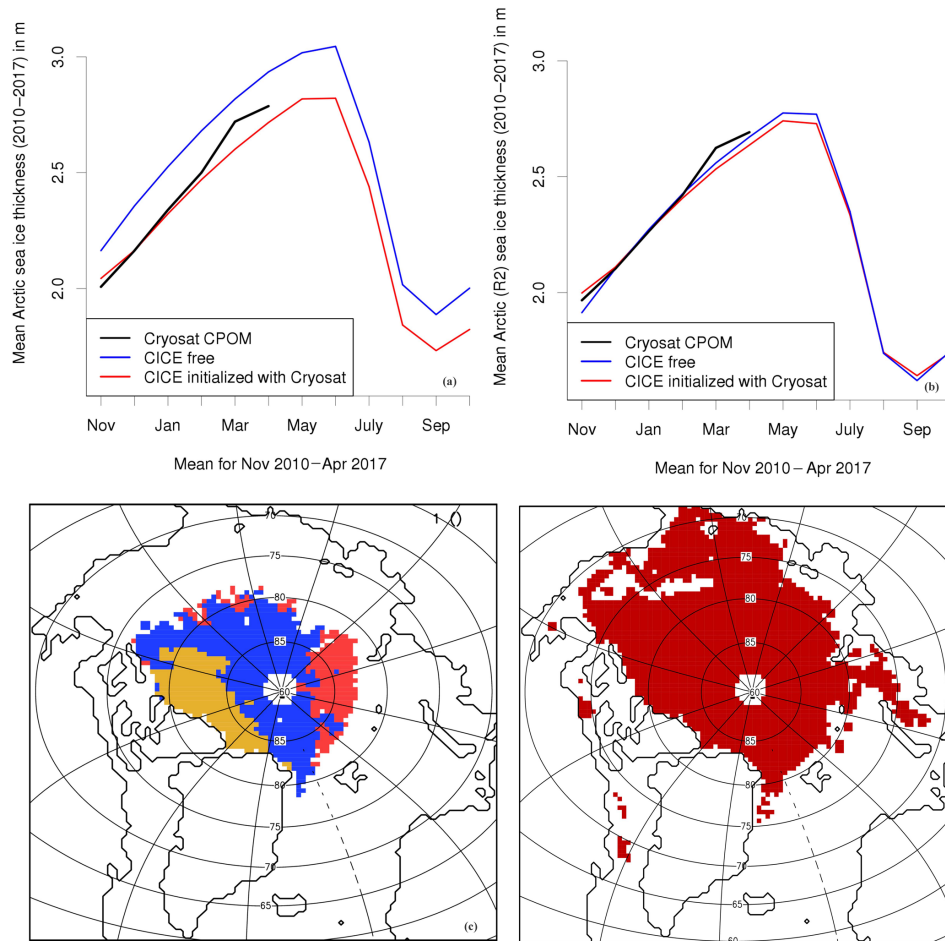 Mean Arctic sea ice thickness (2010−2017) in m
3.0
2.5
2.0
Cryosat CPOM
CICE free
CICE initialized with Cryosat
(a)
Nov Jan Mar May July Sep
Mean for Nov 2010−Apr 2017
Mean Arctic (R2) sea ice thickness (2010−2017) in m
3.0
2.5
2.0
Cryosat CPOM
CICE free
CICE initialized with Cryosat
(b)
Nov Jan Mar May July Sep
Mean for Nov 2010−Apr 2017
70
75
80
85
60
85
80
75
70
65
(c)
70
75
80
85
60
85
80
75
70
65
60